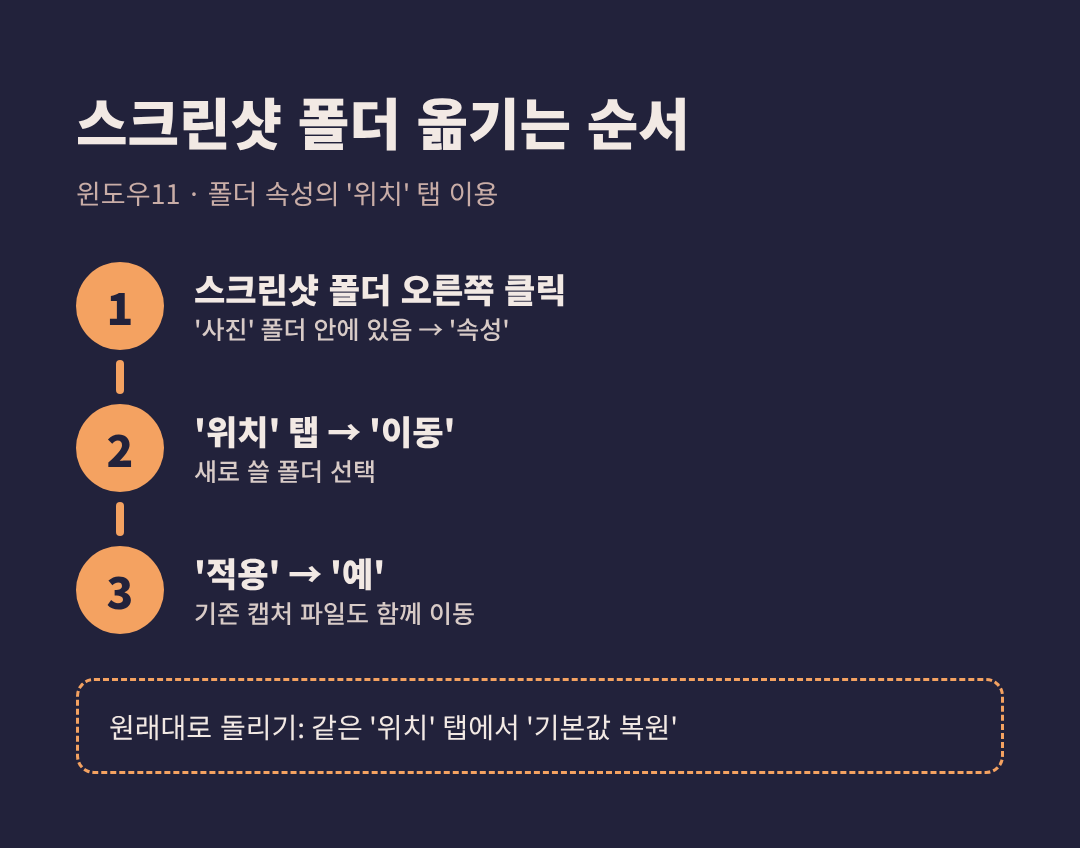 스크린샷 폴더 옮기는 순서
윈도우11 · 폴더 속성의 '위치' 탭 이용
1
스크린샷 폴더 오른쪽 클릭
'사진' 폴더 안에 있음 → '속성'
2
'위치' 탭 → '이동'
새로 쓸 폴더 선택
3
'적용' → '예'
기존 캡처 파일도 함께 이동
원래대로 돌리기: 같은 '위치' 탭에서 '기본값 복원'